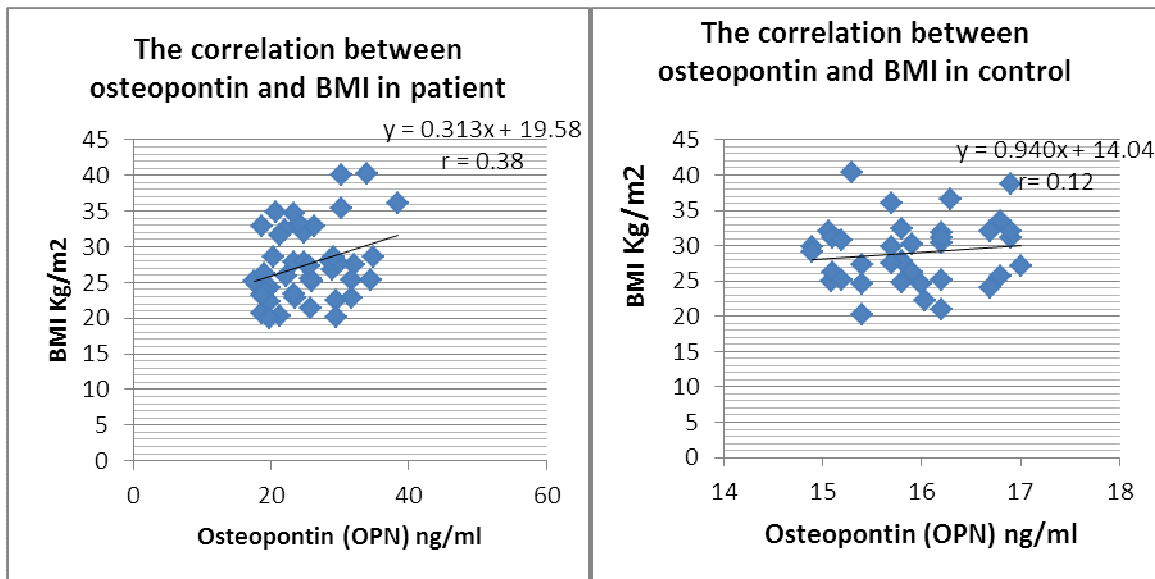 The correlation between
osteopontin and BMI in patient
y = 0.313x + 19.58
r = 0.38
45
40
35
30
25
20
15
10
5
0
BMI Kg/m2
0 20 40 60
Osteopontin (OPN) ng/ml
The correlation between
osteopontin and BMI in control
y = 0.940x + 14.04
r= 0.12
45
40
35
30
25
20
15
10
5
0
BMI Kg/m2
14 15 16 17 18
Osteopontin (OPN) ng/ml